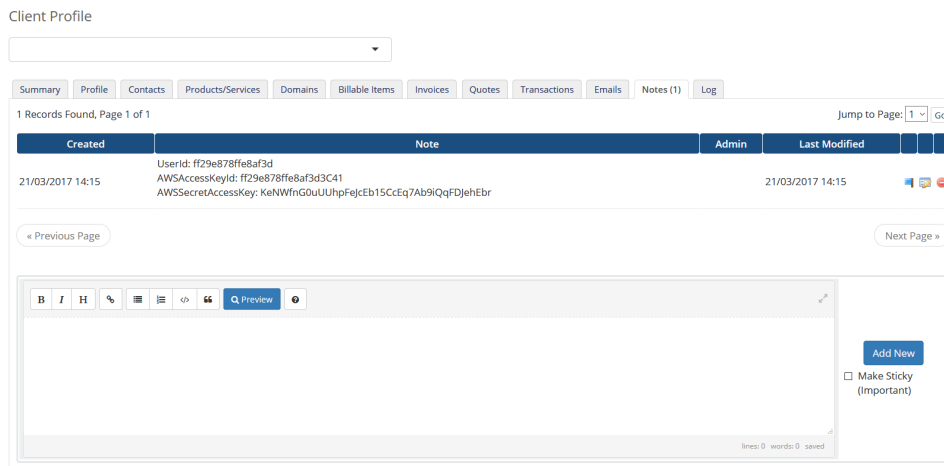 Client Profile
Summary Profile Contacts Products/Services Domains Billable Items Invoices Quotes Transactions Emails Notes (1) Log
1 Records Found, Page 1 of 1 Jump to Page: 1 Go
Created Note Admin Last Modified
UserId: ff29e878ffe8af3d
21/03/2017 14:15 AWSAccessKeyId: ff29e878ffe8af3d3C41 21/03/2017 14:15
AWSSecretAccessKey: KeNWfnG0uUUhpFeJcEb15CcEq7Ab9iQqFDJehEbr
« Previous Page Next Page »
B I H Preview
Add New
Make Sticky
(Important)
lines: 0 words: 0 saved